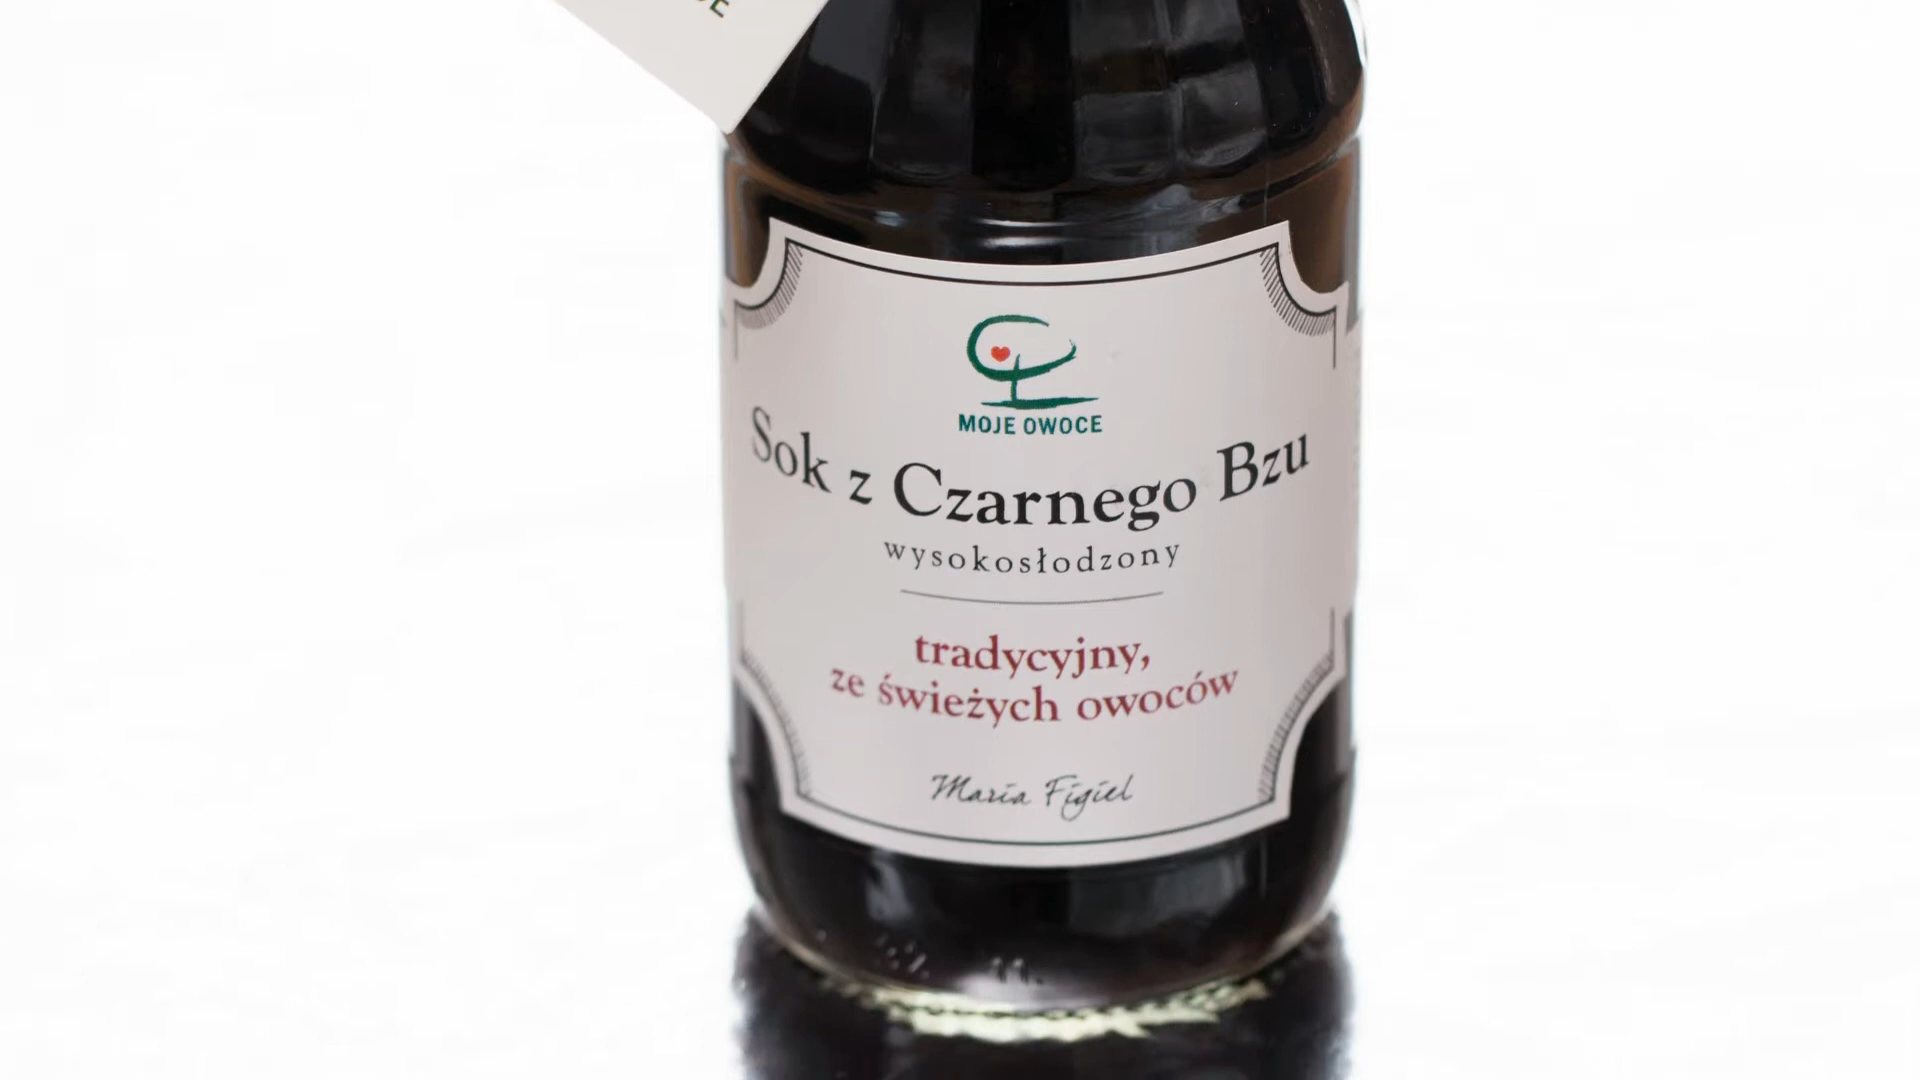 MOJE OWOCE
Sok z Czarnego Bzu
wysokosłodzony
tradycyjny,
ze świeżych owoców
Maria Figiel